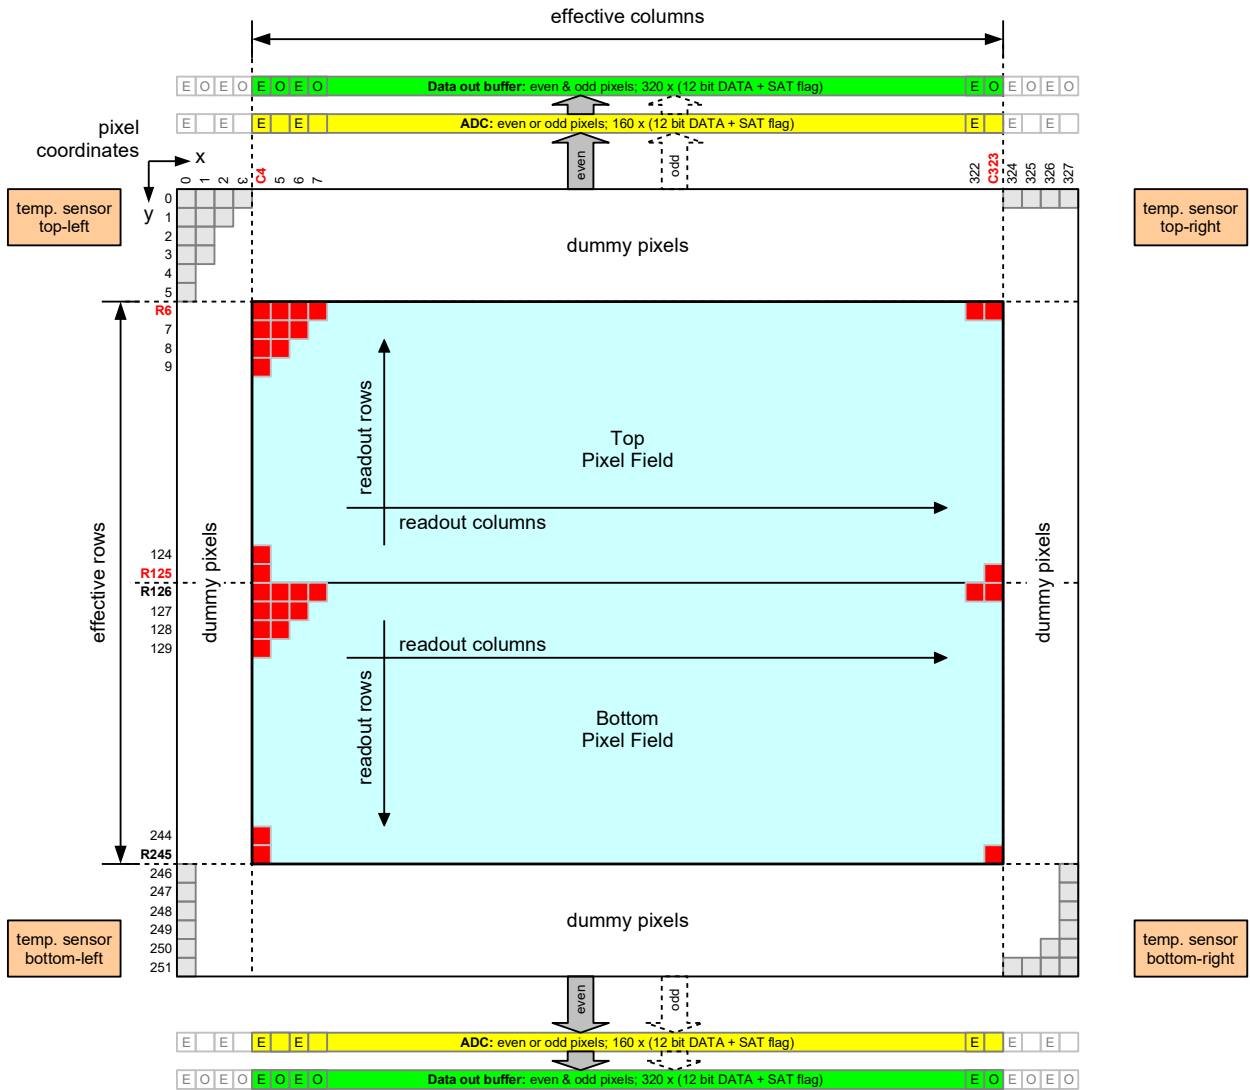 effective columns
E O E O E O E O Data out buffer: even & odd pixels; 320 x (12 bit DATA + SAT flag) E O E O E O
E E E E ADC: even or odd pixels; 160 x (12 bit DATA + SAT flag) E E E
pixel
coordinates
x
y
even
odd
0 1 2 3 C4 5 6 7 322 C323 324 325 326 327
temp. sensor
top-left
temp. sensor
top-right
0
1
2
3
4
5
dummy pixels
R6
7
8
9
readout rows
Top
Pixel Field
readout columns
effective rows
dummy pixels
dummy pixels
124
R125
R126
127
128
129
readout columns
readout rows
Bottom
Pixel Field
244
R245
246
247
248
249
250
251
dummy pixels
temp. sensor
bottom-left
temp. sensor
bottom-right
even
odd
E E E E ADC: even or odd pixels; 160 x (12 bit DATA + SAT flag) E E E
E O E O E O E O Data out buffer: even & odd pixels; 320 x (12 bit DATA + SAT flag) E O E O E O